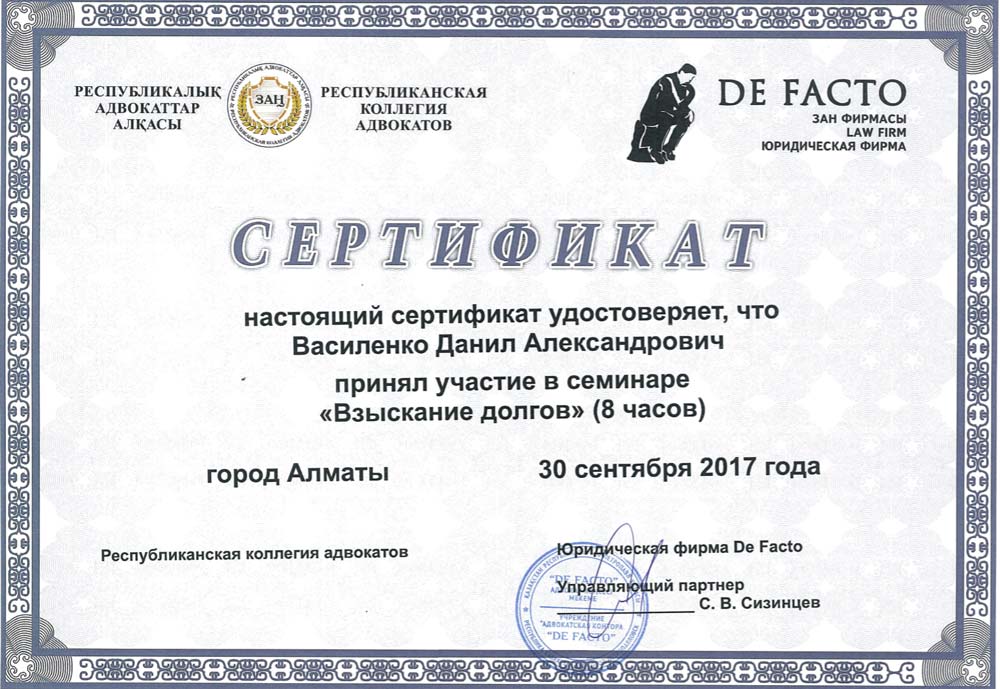 РЕСПУБЛИКАЛЫҚ
АДВОКАТТАР
АЛҚАСЫ
ЗАҢ
РЕСПУБЛИКАНСКАЯ
КОЛЛЕГИЯ
АДВОКАТОВ
DE FACTO
ЗАН ФИРМАСЫ
LAW FIRM
ЮРИДИЧЕСКАЯ ФИРМА
СЕРТИФИКАТ
настоящий сертификат удостоверяет, что
Василенко Данил Александрович
принял участие в семинаре
«Взыскание долгов» (8 часов)
город Алматы
30 сентября 2017 года
Республиканская коллегия адвокатов
Юридическая фирма De Facto
Управляющий партнер
С. В. Сизинцев
"DE FACTO"
МЕКЕМЕ
УЧРЕЖДЕНИЕ
"АДВОКАТСКАЯ КОНТОРА
"DE FACTO"